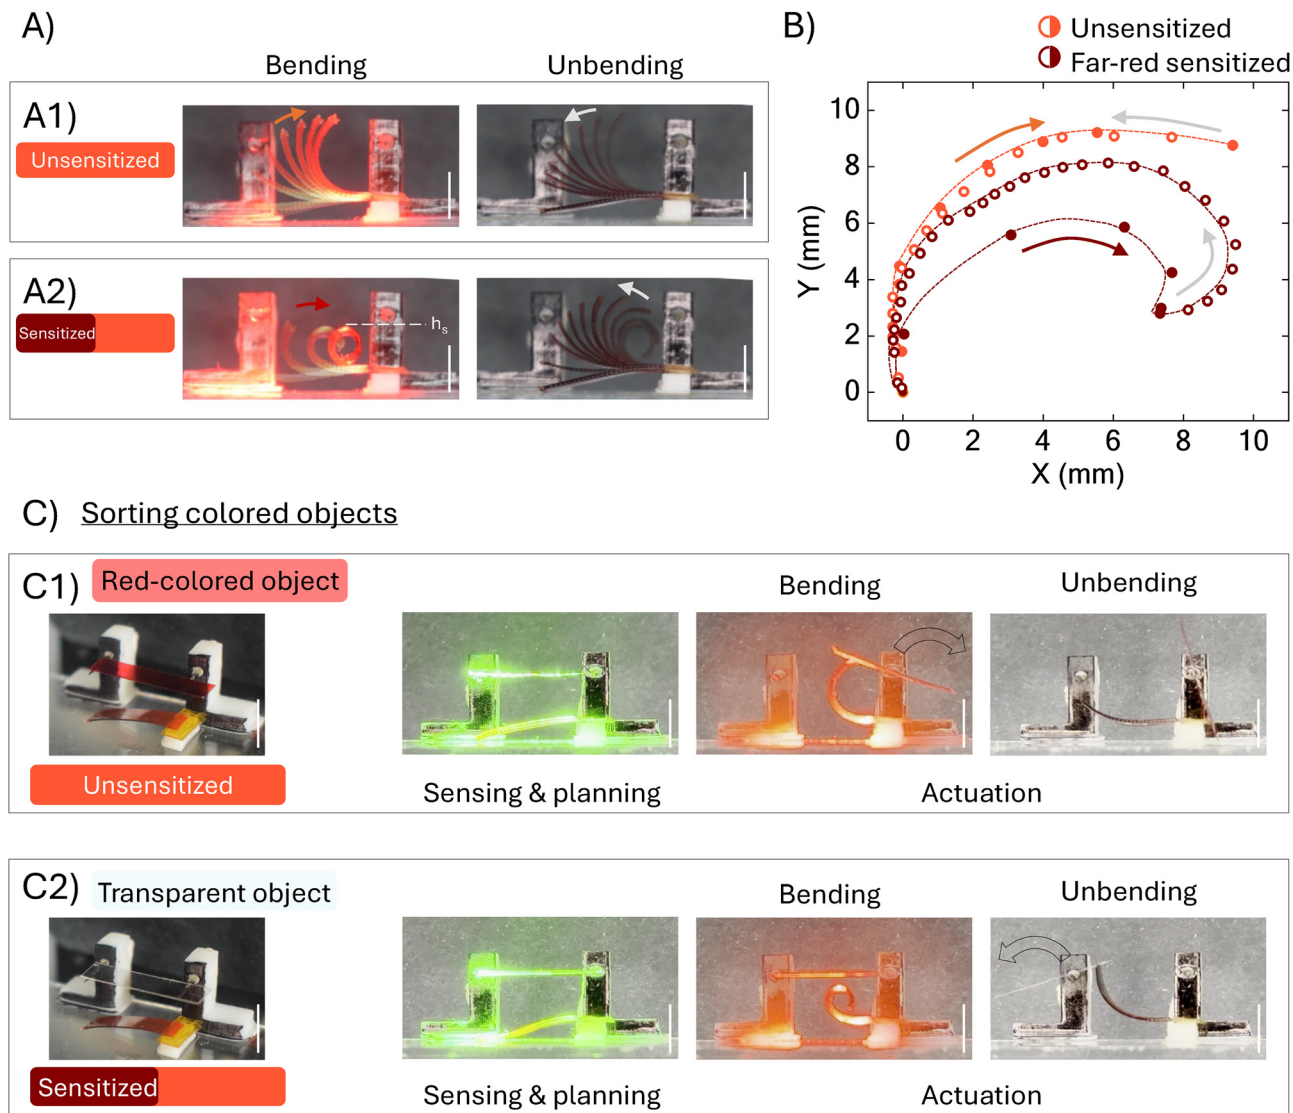 A)
Bending
Unbending
A1)
Unsensitized
A2)
Sensitized
hs
B)
Unsensitized
Far-red sensitized
10
8
6
4
2
0
Y (mm)
0 2 4 6 8 10
X (mm)
C) Sorting colored objects
C1) Red-colored object
Bending
Unbending
Unsensitized
Sensing & planning
Actuation
C2) Transparent object
Bending
Unbending
Sensitized
Sensing & planning
Actuation